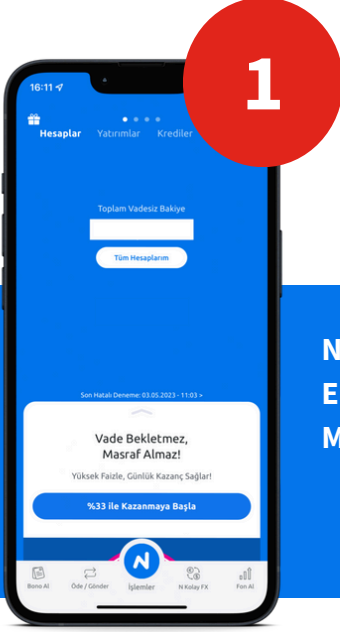 1
16:11
Hesaplar Yatırımlar Krediler
Toplam Vadesiz Bakiye
Tüm Hesaplarım
Son Hatalı Deneme: 03.05.2023 - 11:03 >
Vade Bekletmez,
Masraf Almaz!
Yüksek Faizle, Günlük Kazanç Sağlar!
%33 ile Kazanmaya Başla
N
Bono Al Öde / Gönder İşlemler N Kolay FX Fon Al
N
E
M